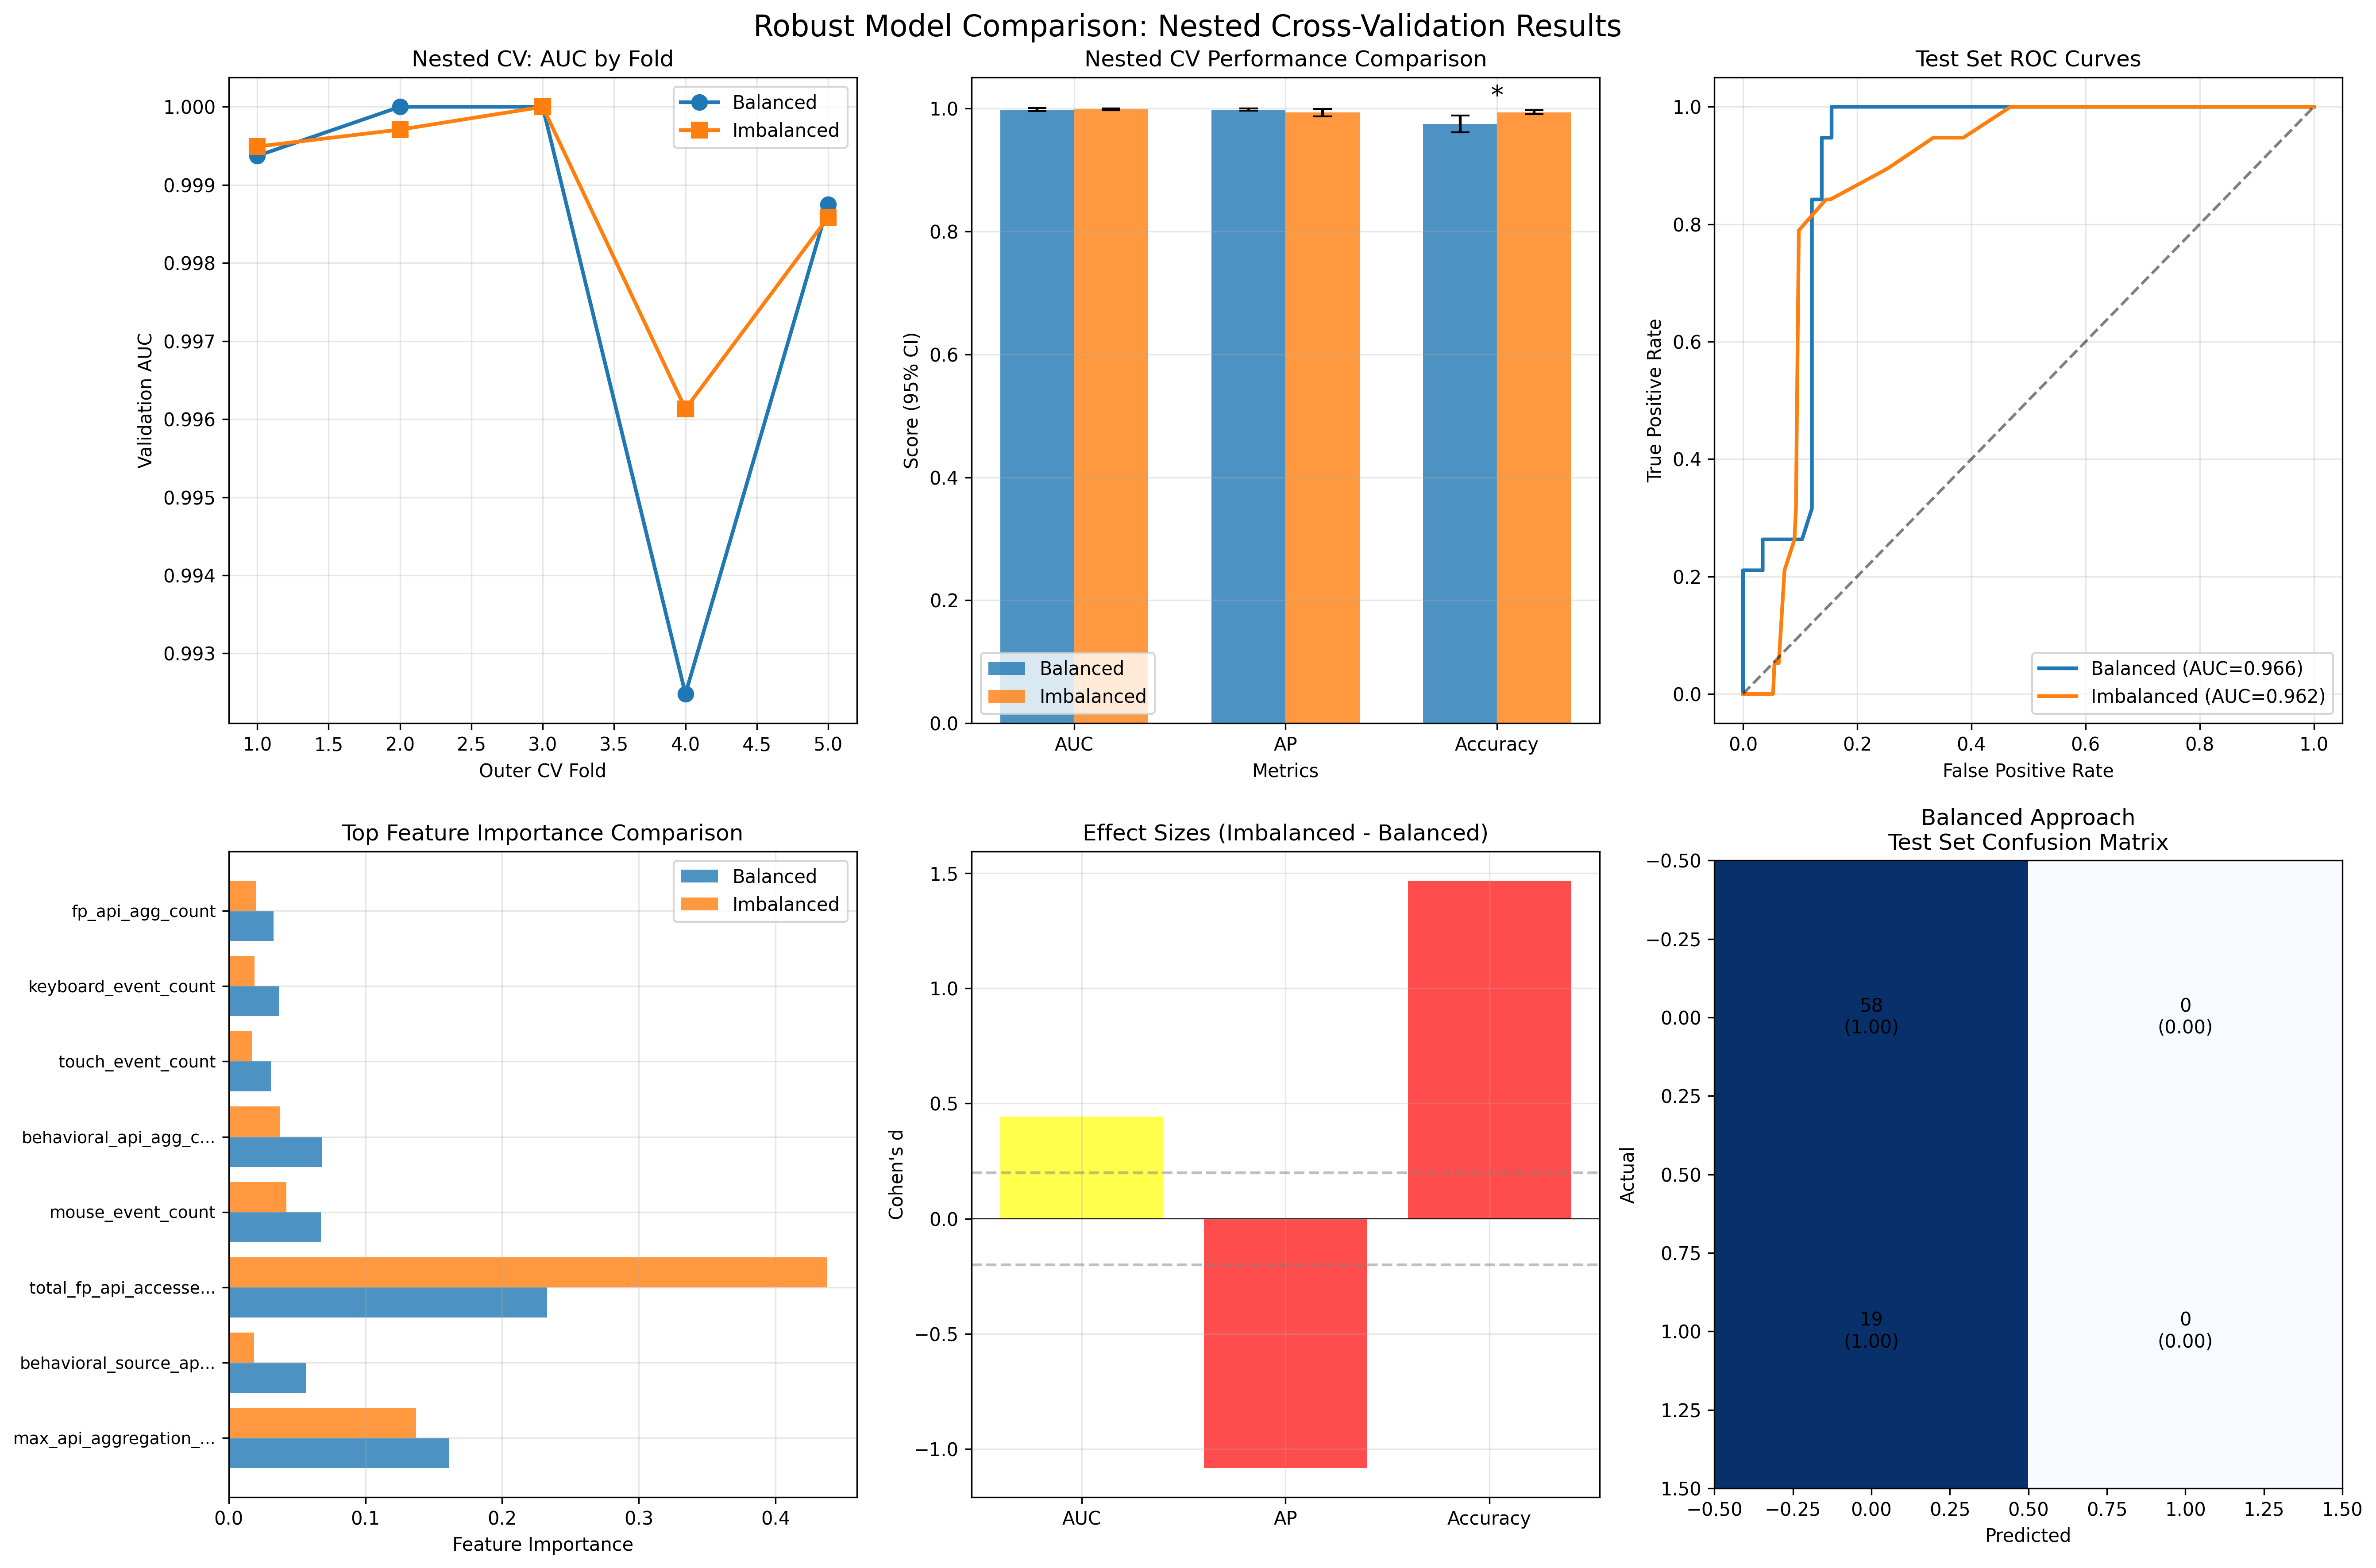 Robust Model Comparison: Nested Cross-Validation Results
Nested CV: AUC by Fold
Balanced
Imbalanced
1.000
0.999
0.998
0.997
0.996
0.995
0.994
0.993
Validation AUC
1.0 1.5 2.0 2.5 3.0 3.5 4.0 4.5 5.0
Outer CV Fold
Nested CV Performance Comparison
*
1.0
0.8
0.6
0.4
0.2
0.0
Score (95% CI)
Balanced
Imbalanced
AUC AP Accuracy
Metrics
Test Set ROC Curves
1.0
0.8
0.6
0.4
0.2
0.0
True Positive Rate
Balanced (AUC=0.966)
Imbalanced (AUC=0.962)
0.0 0.2 0.4 0.6 0.8 1.0
False Positive Rate
Top Feature Importance Comparison
Balanced
Imbalanced
fp_api_agg_count
keyboard_event_count
touch_event_count
behavioral_api_agg_c...
mouse_event_count
total_fp_api_accesse...
behavioral_source_ap...
max_api_aggregation_...
0.0 0.1 0.2 0.3 0.4
Feature Importance
Effect Sizes (Imbalanced - Balanced)
1.5
1.0
0.5
0.0
−0.5
−1.0
Cohen's d
AUC AP Accuracy
Balanced Approach
Test Set Confusion Matrix
−0.50
−0.25
0.00
0.25
0.50
0.75
1.00
1.25
1.50
Actual
58 0
(1.00) (0.00)
19 0
(1.00) (0.00)
−0.50 −0.25 0.00 0.25 0.50 0.75 1.00 1.25 1.50
Predicted